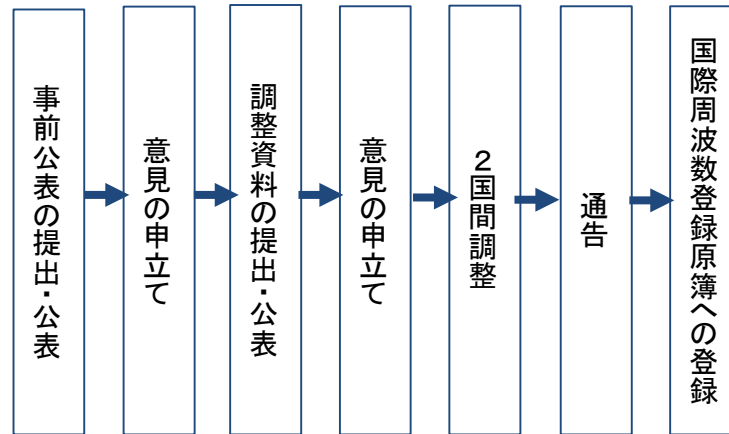 事前公表の提出・公表
意見の申立て
調整資料の提出・公表
意見の申立て
２国間調整
通告
国際周波数登録原簿への登録